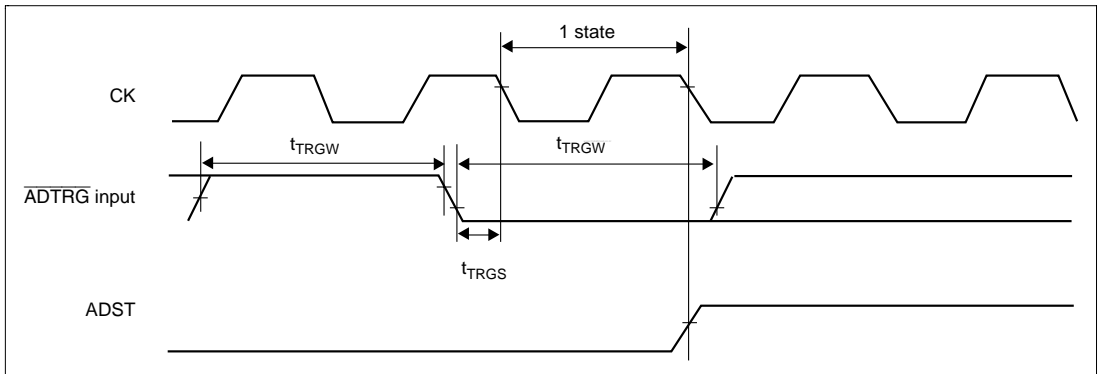 1 state
CK
tTRGW
tTRGW
ADTRG input
tTRGS
ADST